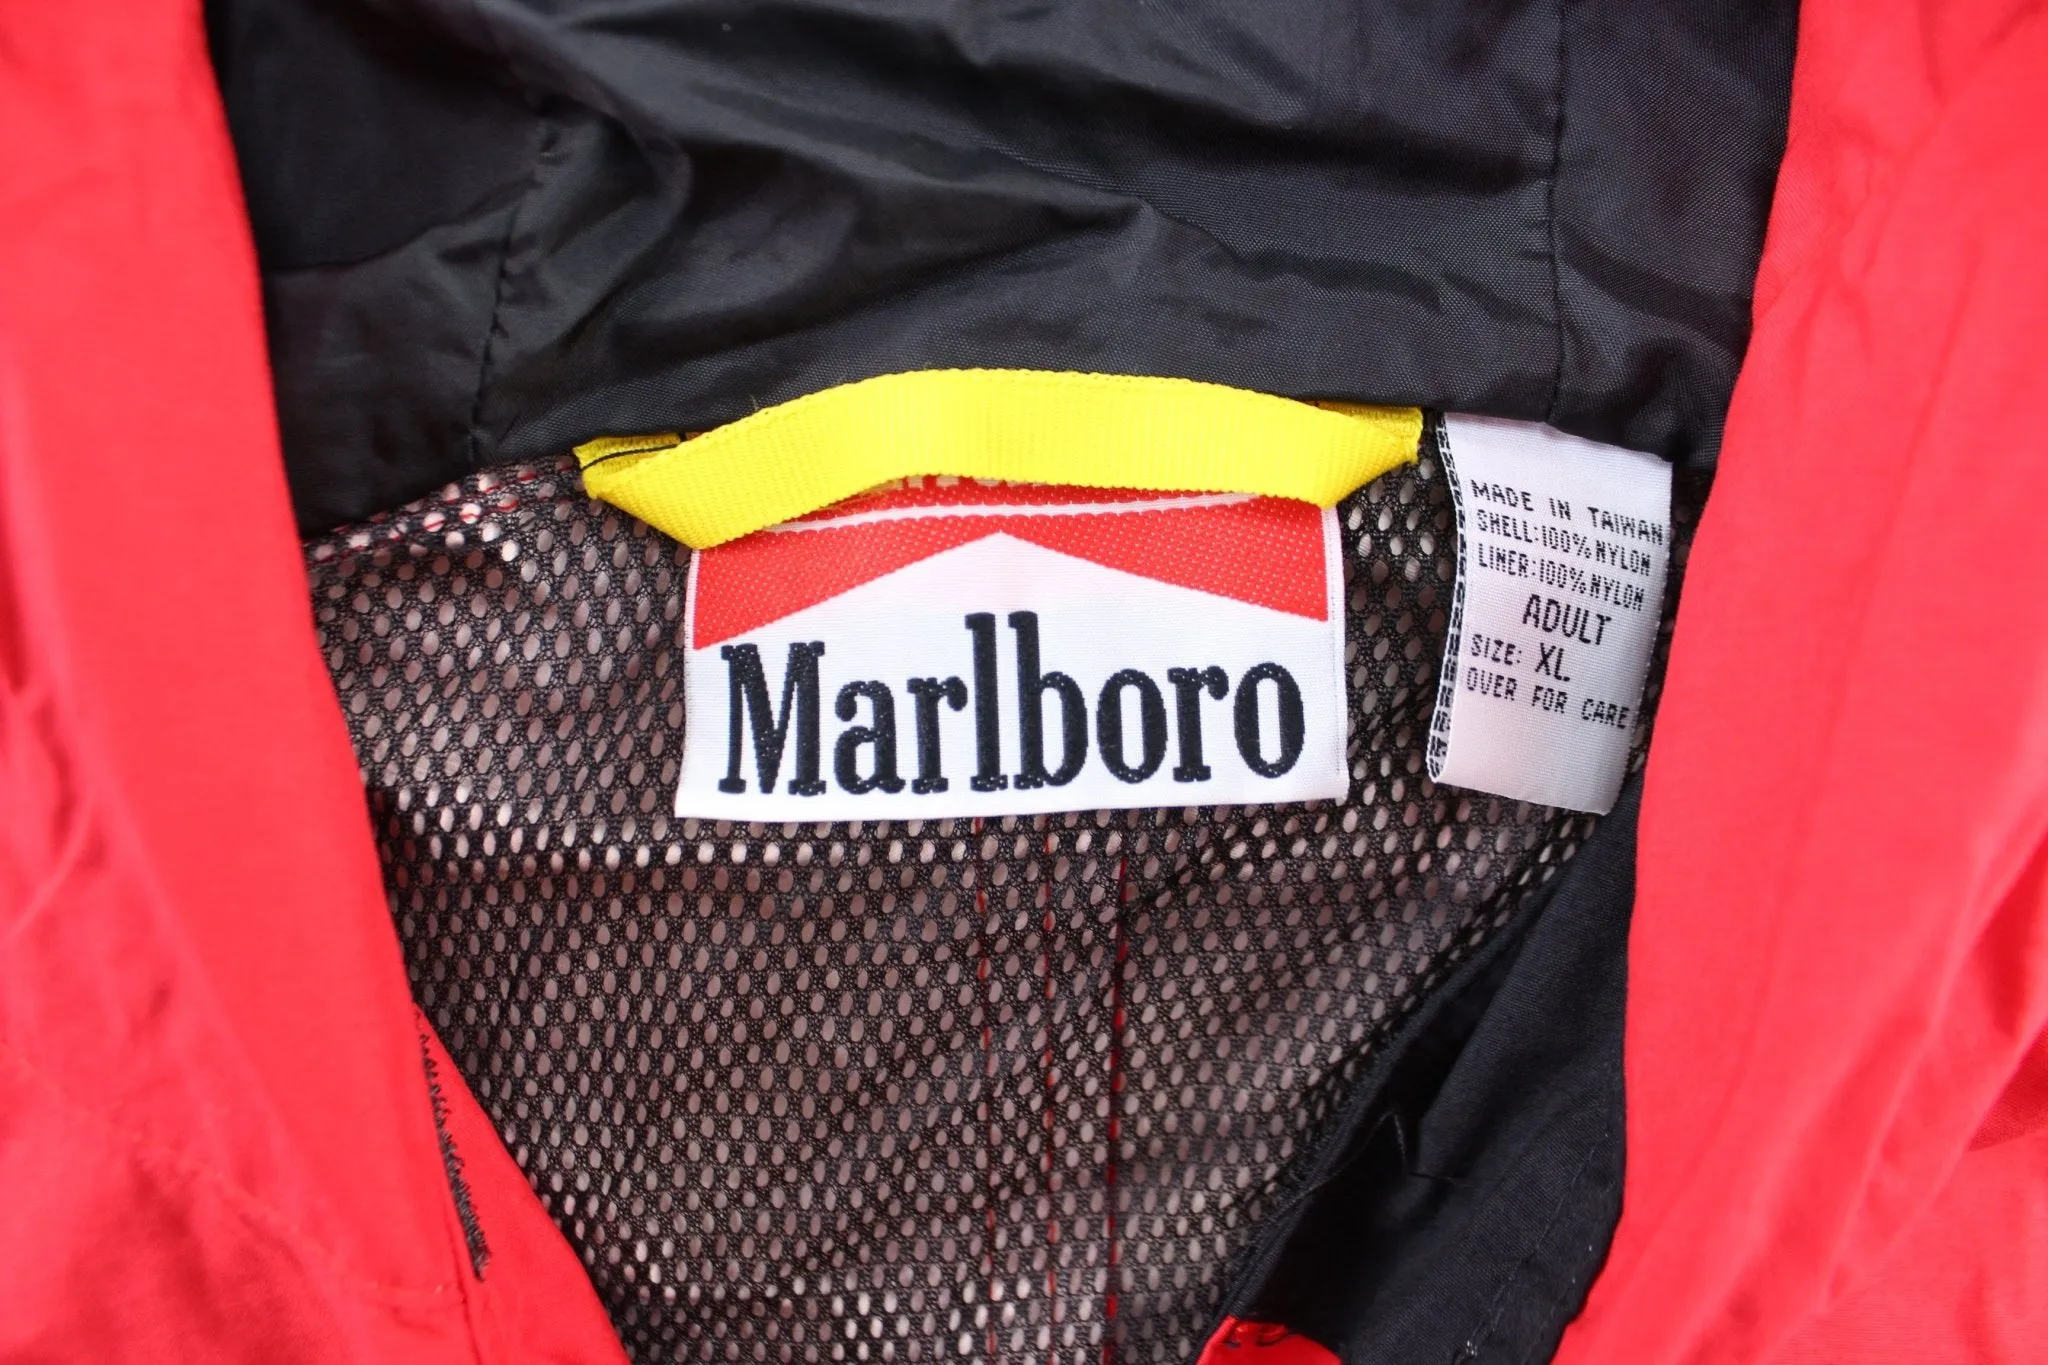 Marlboro
MADE IN TAIWAN
SHELL:100% NYLON
LINER:100% NYLON
ADULT
SIZE: XL
OVER FOR CARE